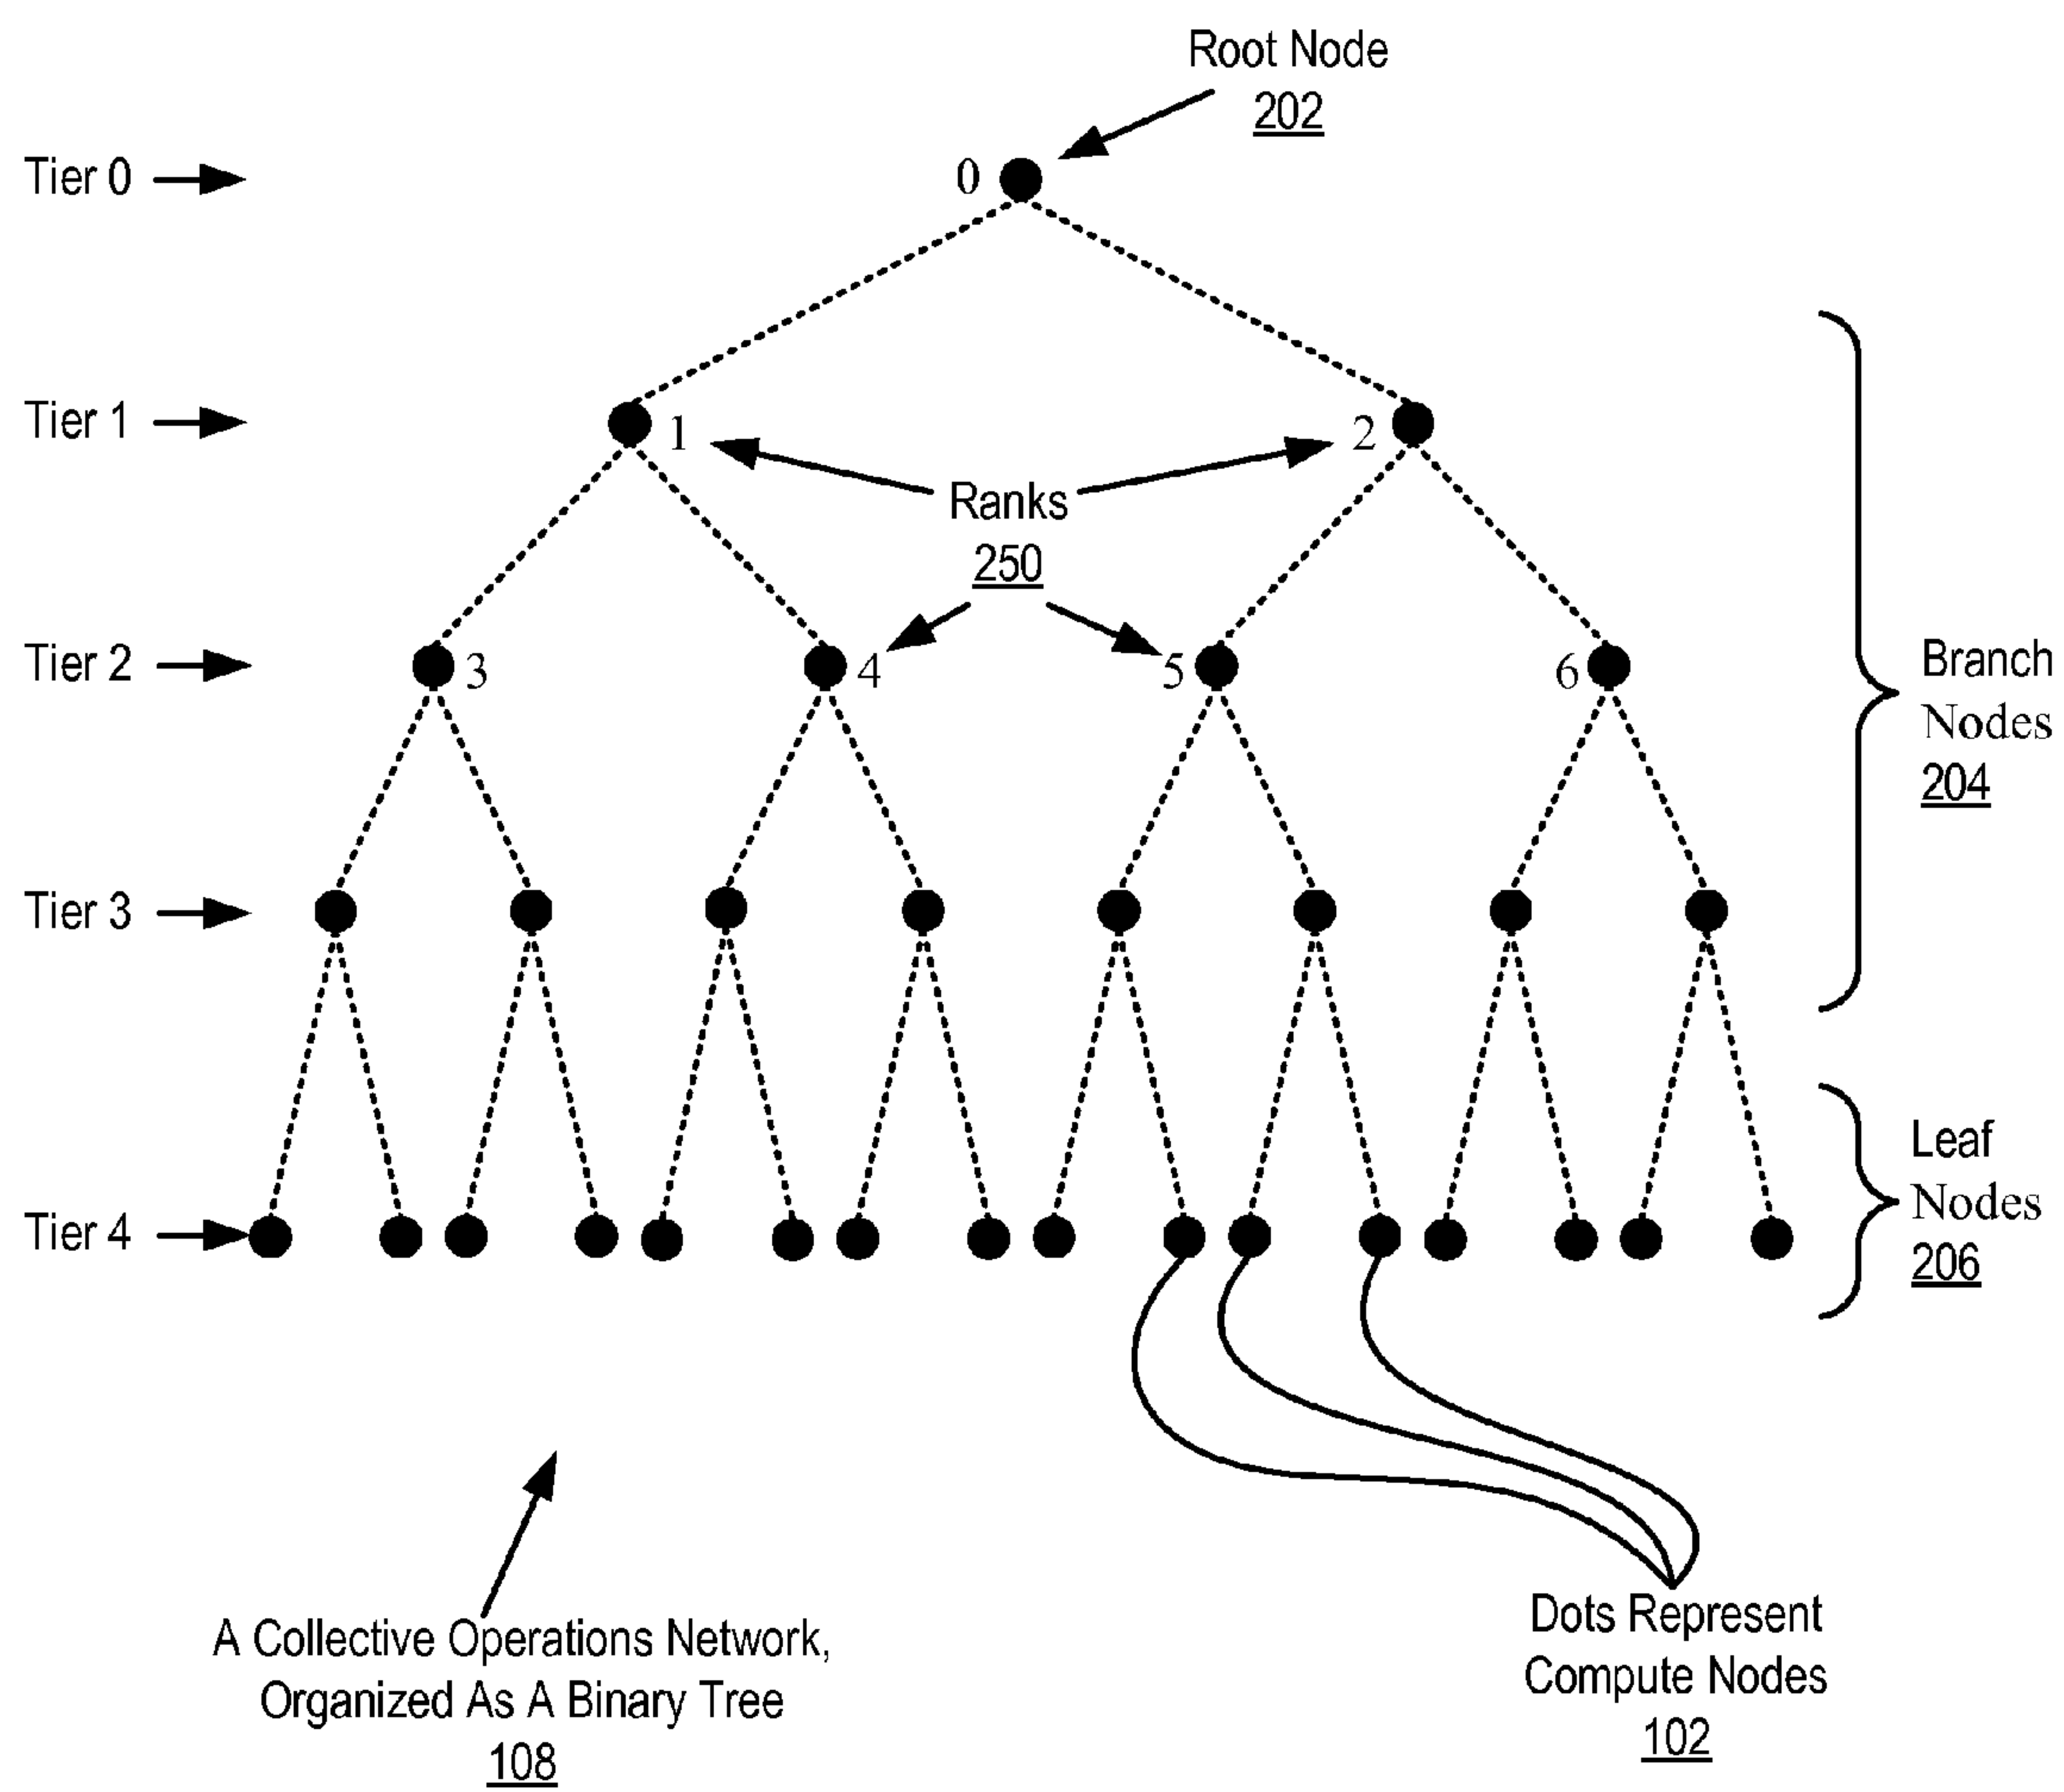 Root Node
202
Tier 0
0
Tier 1
1
2
Ranks
250
Tier 2
3
4
5
6
Branch
Nodes
204
Tier 3
Leaf
Nodes
206
Tier 4
A Collective Operations Network,
Organized As A Binary Tree
108
Dots Represent
Compute Nodes
102